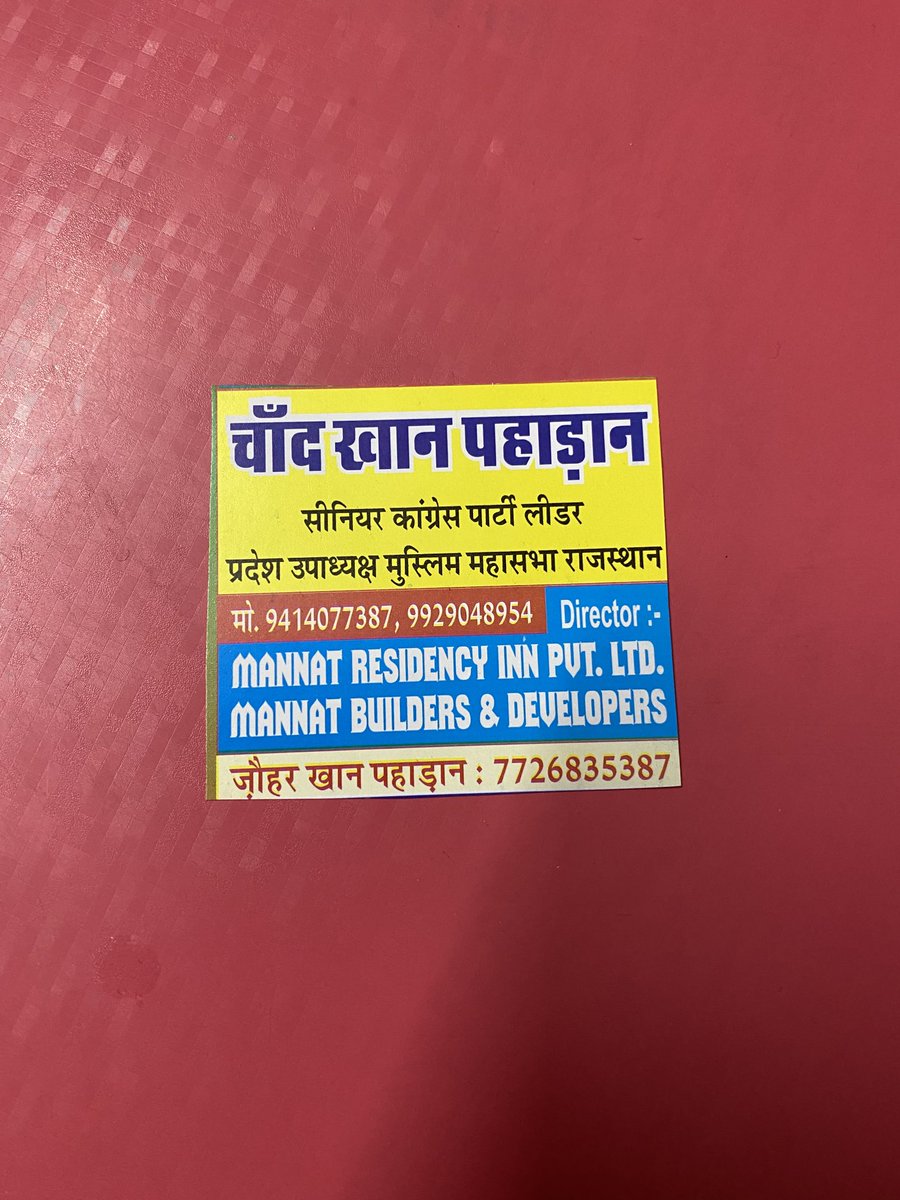 चाँद खान पहाड़ान
सीनियर कांग्रेस पार्टी लीडर
प्रदेश उपाध्यक्ष मुस्लिम महासभा राजस्थान
मो. 9414077387, 9929048954 Director :-
MANNAT RESIDENCY INN PVT. LTD.
MANNAT BUILDERS & DEVELOPERS
ज़ौहर खान पहाड़ान : 7726835387